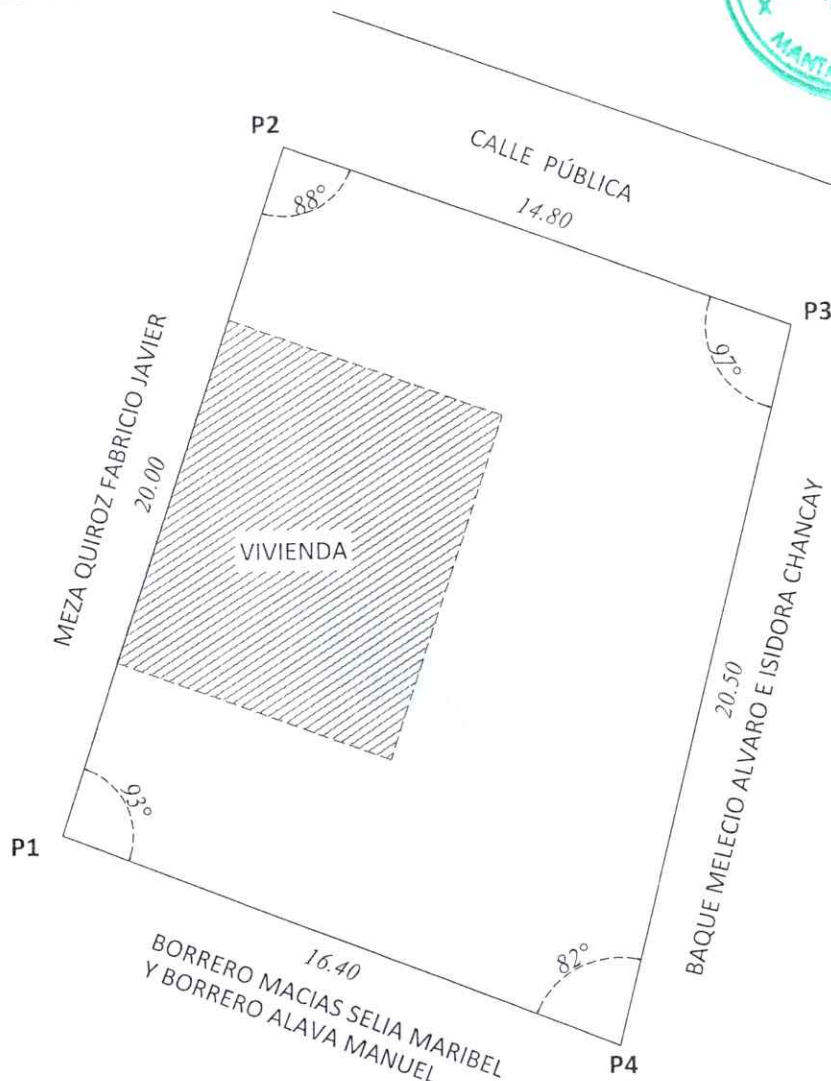 P2
CALLE PÚBLICA
14.80
88°
P3
97°
MEZA QUIROZ FABRICIO JAVIER
20.00
VIVIENDA
BAQUE MELECIO ALVARO E ISIDORA CHANCAY
20.50
93°
P1
16.40
82°
BORRERO MACIAS SELIA MARIBEL
Y BORRERO ALAVA MANUEL
P4